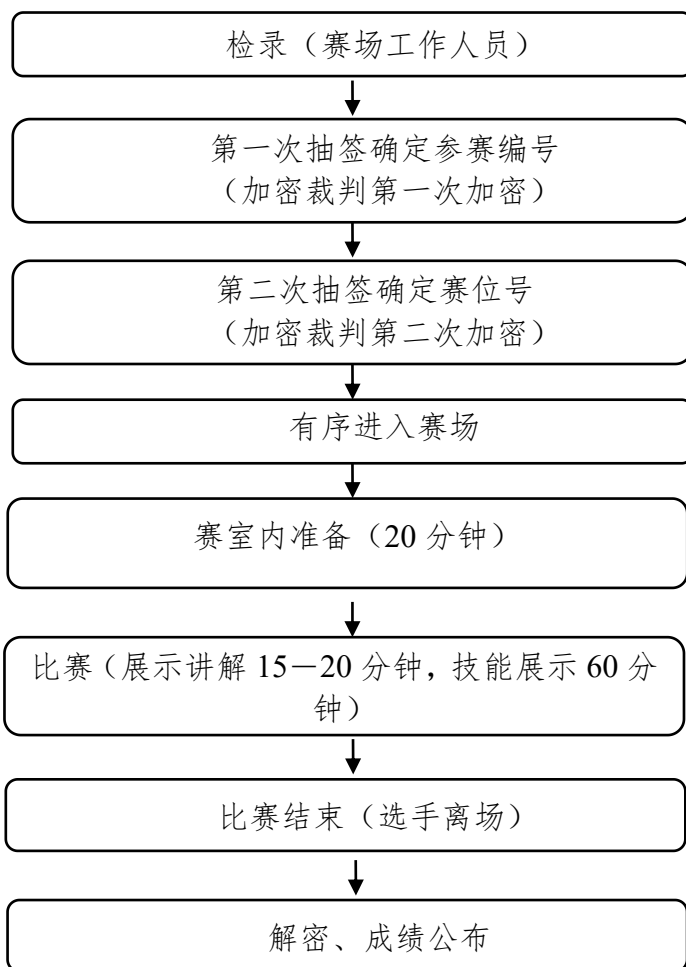 检录（赛场工作人员）
第一次抽签确定参赛编号
（加密裁判第一次加密）
第二次抽签确定赛位号
（加密裁判第二次加密）
有序进入赛场
赛室内准备（20 分钟）
比赛（展示讲解 15－20 分钟，技能展示 60 分
钟）
比赛结束（选手离场）
解密、成绩公布